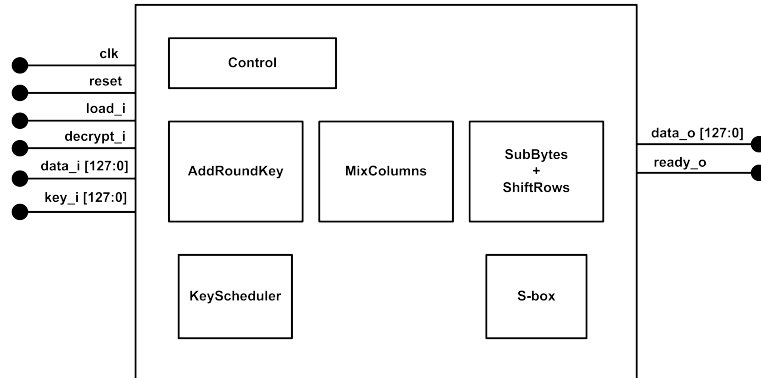 clk
reset
load_i
decrypt_i
data_i [127:0]
key_i [127:0]
Control
AddRoundKey
MixColumns
SubBytes
+
ShiftRows
KeyScheduler
S-box
data_o [127:0]
ready_o